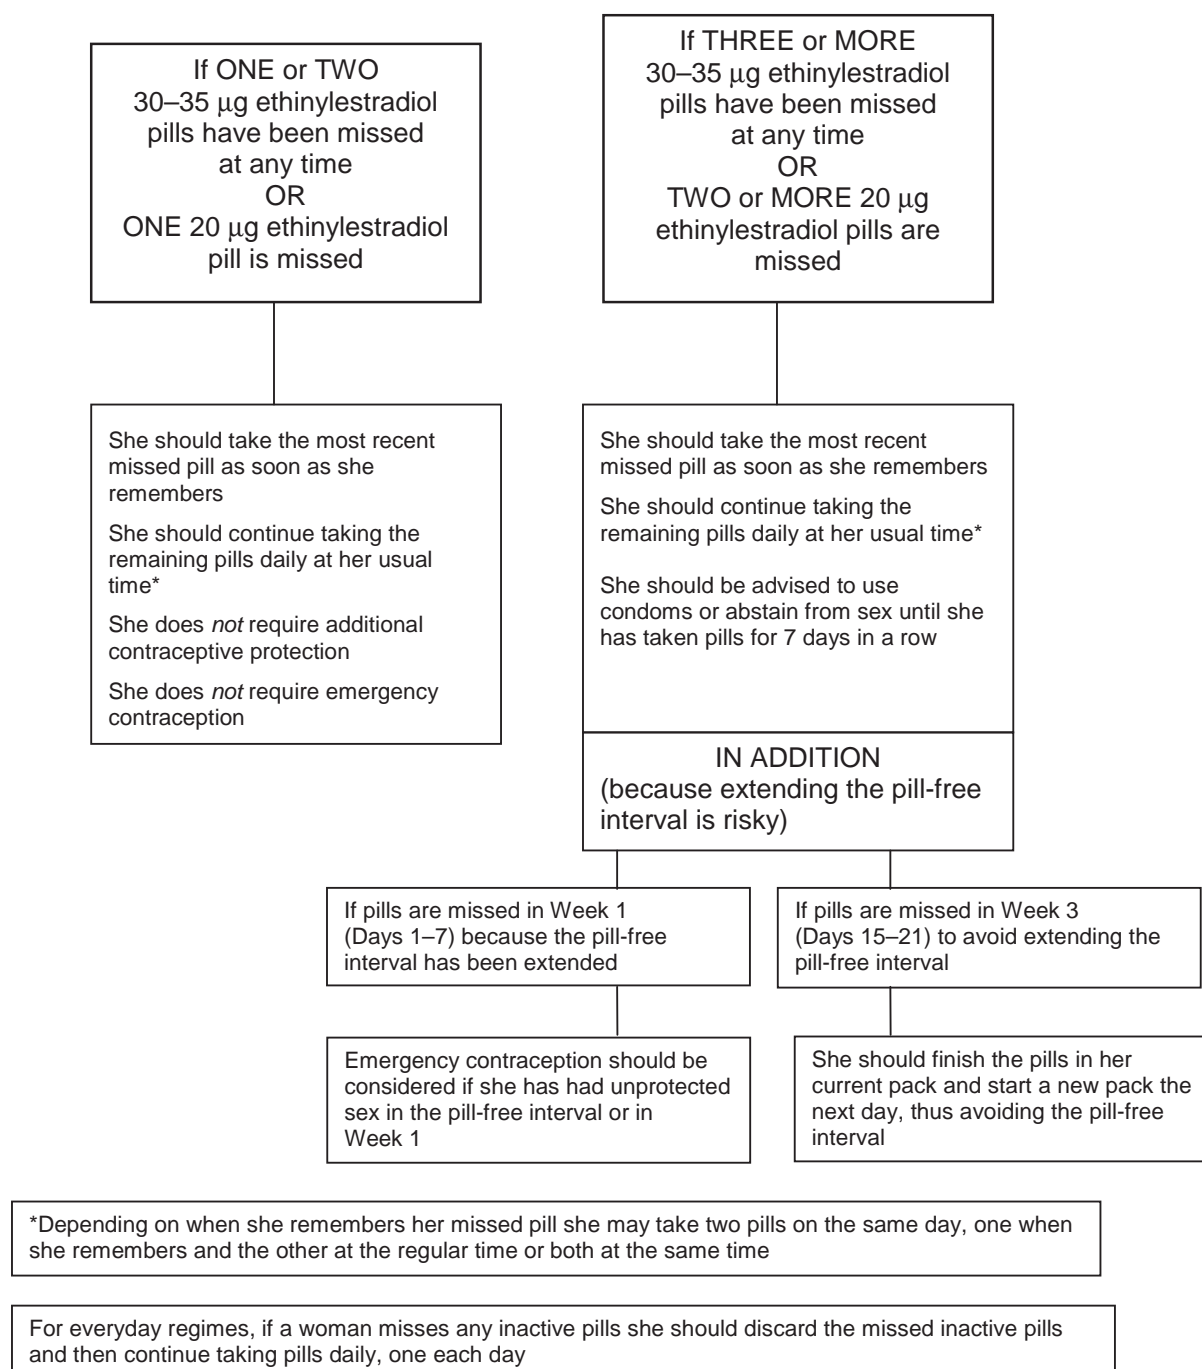 If ONE or TWO
30–35 μg ethinylestradiol
pills have been missed
at any time
OR
ONE 20 μg ethinylestradiol
pill is missed
If THREE or MORE
30–35 μg ethinylestradiol
pills have been missed
at any time
OR
TWO or MORE 20 μg
ethinylestradiol pills are
missed
She should take the most recent
missed pill as soon as she
remembers
She should continue taking the
remaining pills daily at her usual
time*
She does not require additional
contraceptive protection
She does not require emergency
contraception
She should take the most recent
missed pill as soon as she remembers
She should continue taking the
remaining pills daily at her usual time*
She should be advised to use
condoms or abstain from sex until she
has taken pills for 7 days in a row
IN ADDITION
(because extending the pill-free
interval is risky)
If pills are missed in Week 1
(Days 1–7) because the pill-free
interval has been extended
If pills are missed in Week 3
(Days 15–21) to avoid extending the
pill-free interval
Emergency contraception should be
considered if she has had unprotected
sex in the pill-free interval or in
Week 1
She should finish the pills in her
current pack and start a new pack the
next day, thus avoiding the pill-free
interval
*Depending on when she remembers her missed pill she may take two pills on the same day, one when
she remembers and the other at the regular time or both at the same time
For everyday regimes, if a woman misses any inactive pills she should discard the missed inactive pills
and then continue taking pills daily, one each day